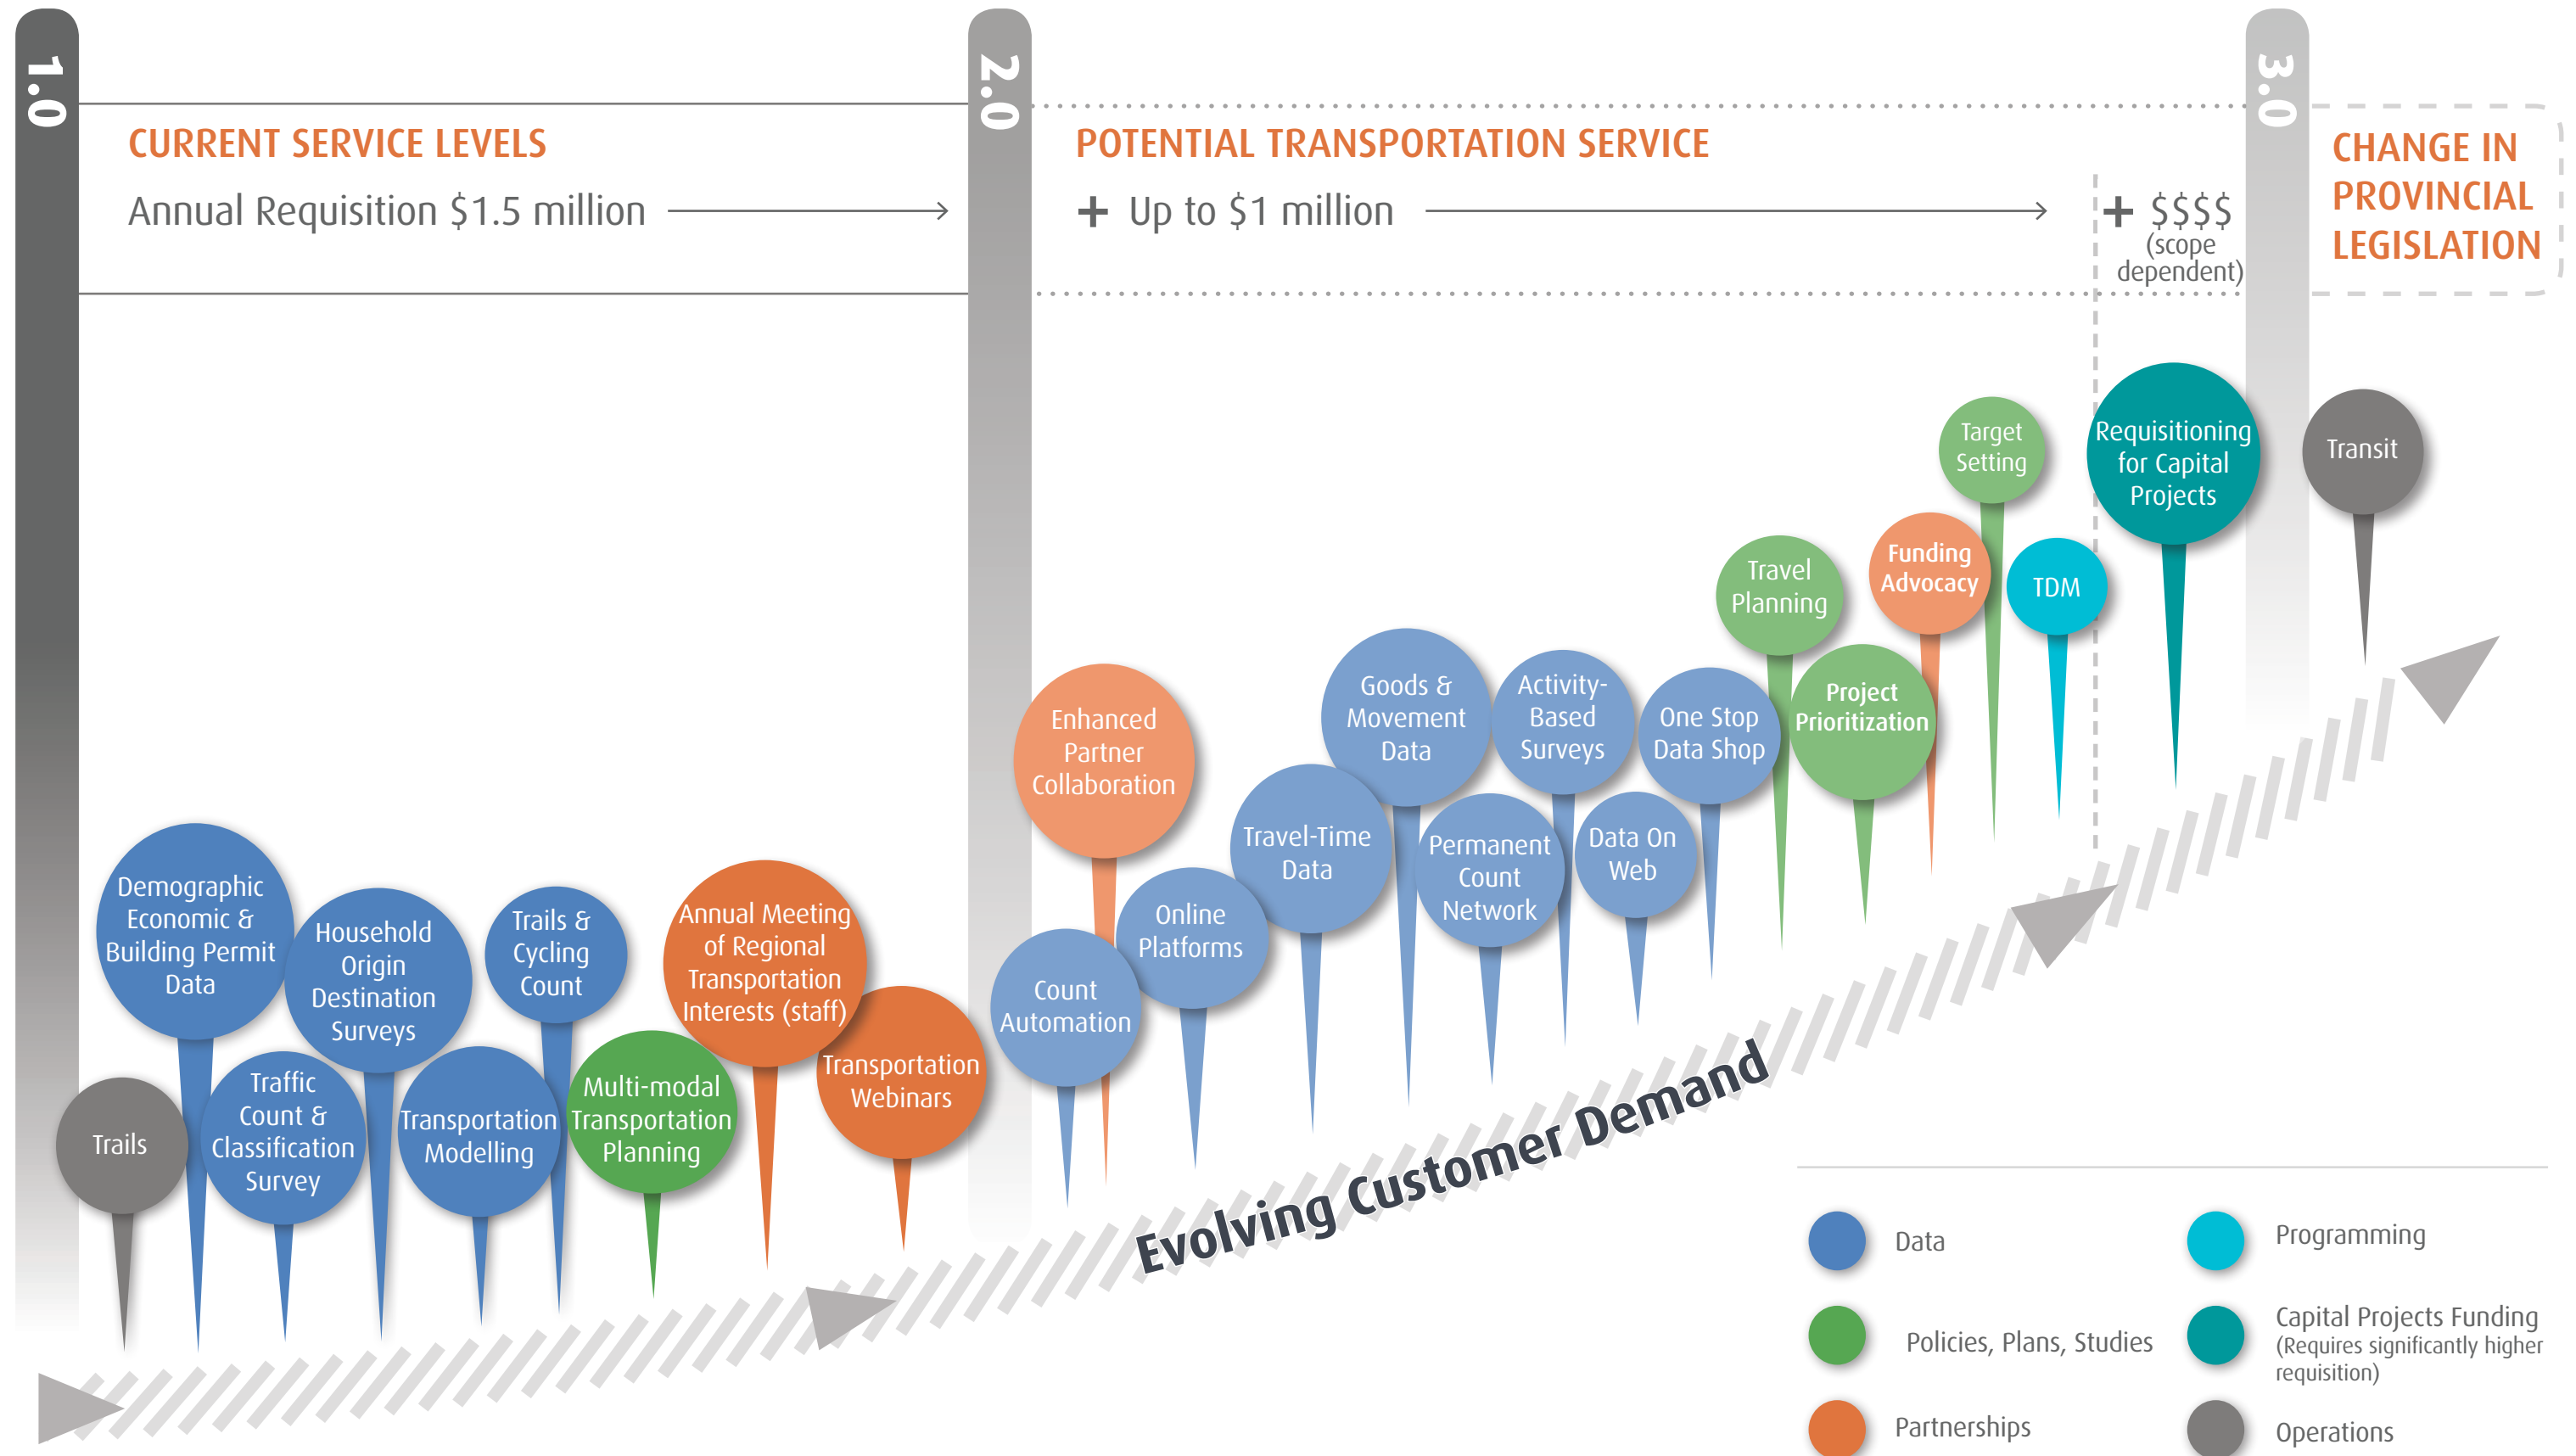 1.0
2.0
3.0
CURRENT SERVICE LEVELS
Annual Requisition $1.5 million
POTENTIAL TRANSPORTATION SERVICE
+ Up to $1 million
+ $$$$
(scope
dependent)
CHANGE IN
PROVINCIAL
LEGISLATION
Trails
Demographic
Economic &
Building Permit
Data
Traffic
Count &
Classification
Survey
Household
Origin
Destination
Surveys
Transportation
Modelling
Trails &
Cycling
Count
Multi-modal
Transportation
Planning
Annual Meeting
of Regional
Transportation
Interests (staff)
Transportation
Webinars
Count
Automation
Enhanced
Partner
Collaboration
Online
Platforms
Travel-Time
Data
Goods &
Movement
Data
Permanent
Count
Network
Activity-
Based
Surveys
Data On
Web
One Stop
Data Shop
Travel
Planning
Project
Prioritization
Funding
Advocacy
Target
Setting
TDM
Requisitioning
for Capital
Projects
Transit
Evolving Customer Demand
Data
Policies, Plans, Studies
Partnerships
Programming
Capital Projects Funding
(Requires significantly higher
requisition)
Operations